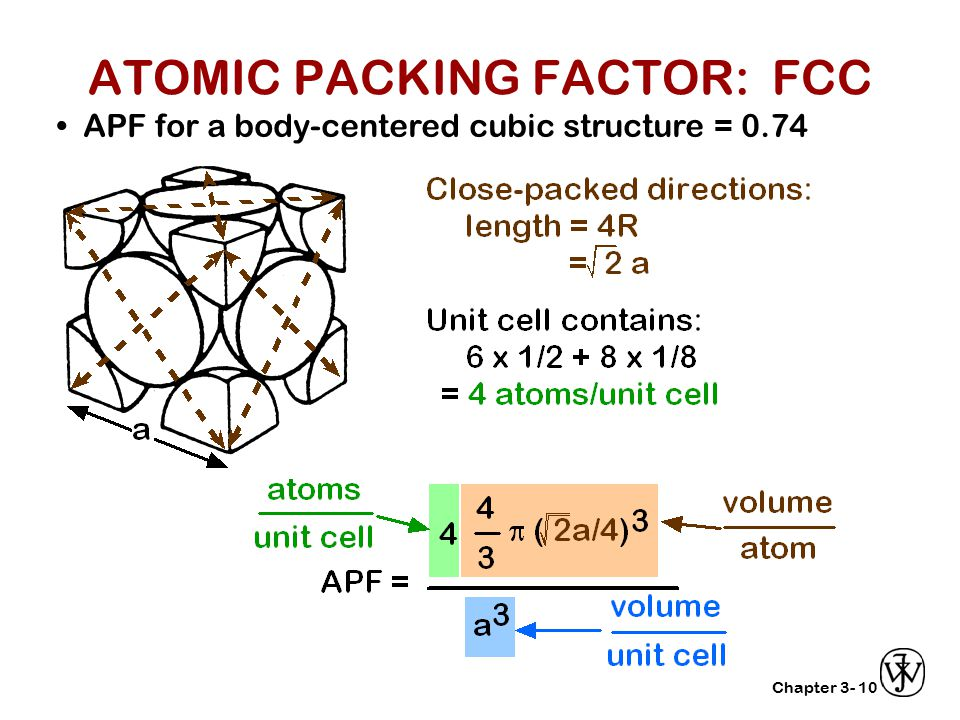 ATOMIC PACKING FACTOR: FCC
• APF for a body-centered cubic structure = 0.74
Close-packed directions:
length = 4R
= √2 a
Unit cell contains:
6 x 1/2 + 8 x 1/8
= 4 atoms/unit cell
a
atoms
unit cell
APF =
4
4
3
π (√2a/4)3
a3
volume
atom
volume
unit cell
Chapter 3- 10
JW